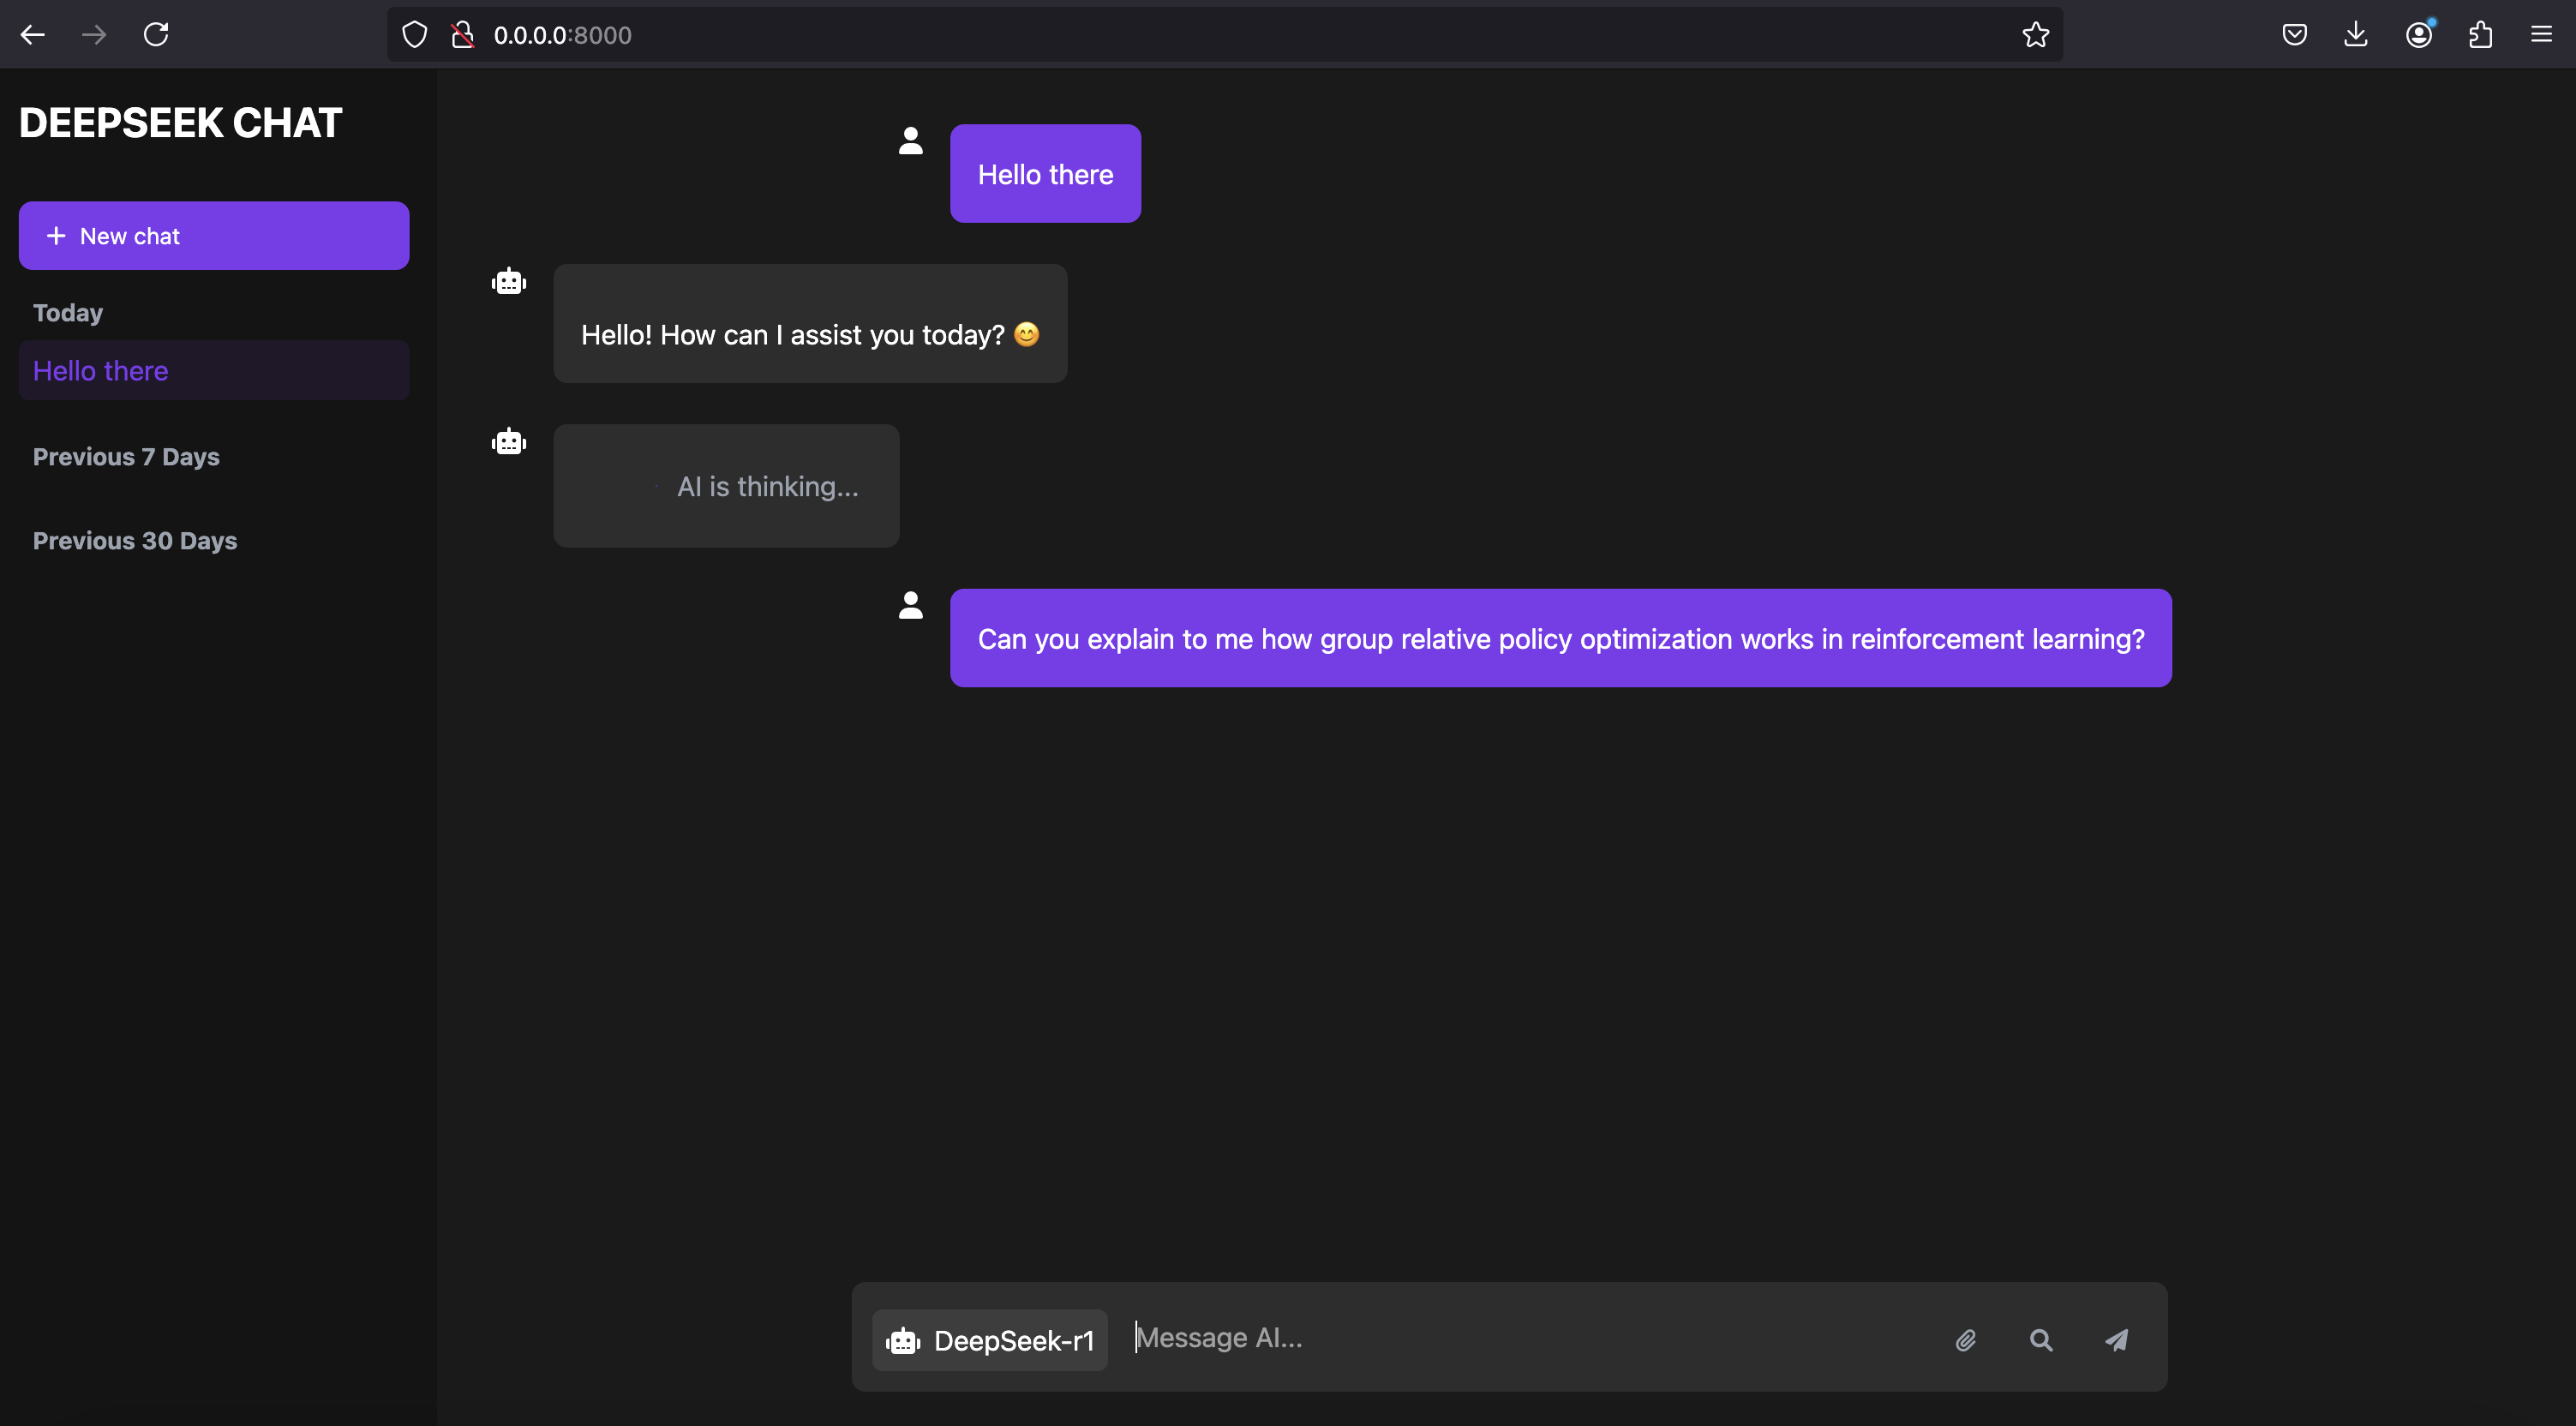 0.0.0.0:8000
DEEPSEEK CHAT
New chat
Today
Hello there
Previous 7 Days
Previous 30 Days
Hello there
Hello! How can I assist you today? 😊
AI is thinking...
Can you explain to me how group relative policy optimization works in reinforcement learning?
DeepSeek-r1
Message AI...